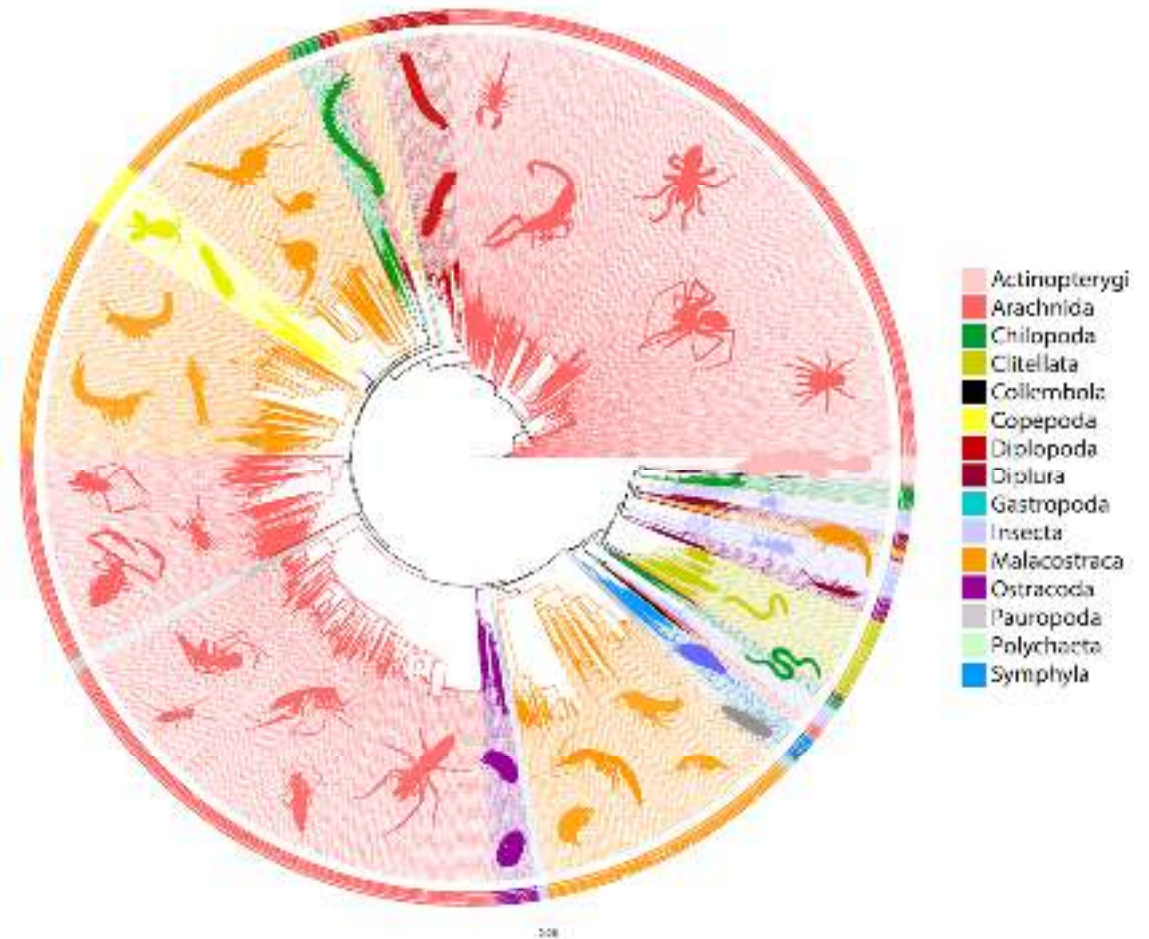 Actinopterygi
Arachnida
Chilopoda
Clitellata
Collembola
Copepoda
Diplopoda
Diplura
Gastropoda
Insecta
Malacostraca
Ostracoda
Pauropoda
Polychaeta
Symphyla